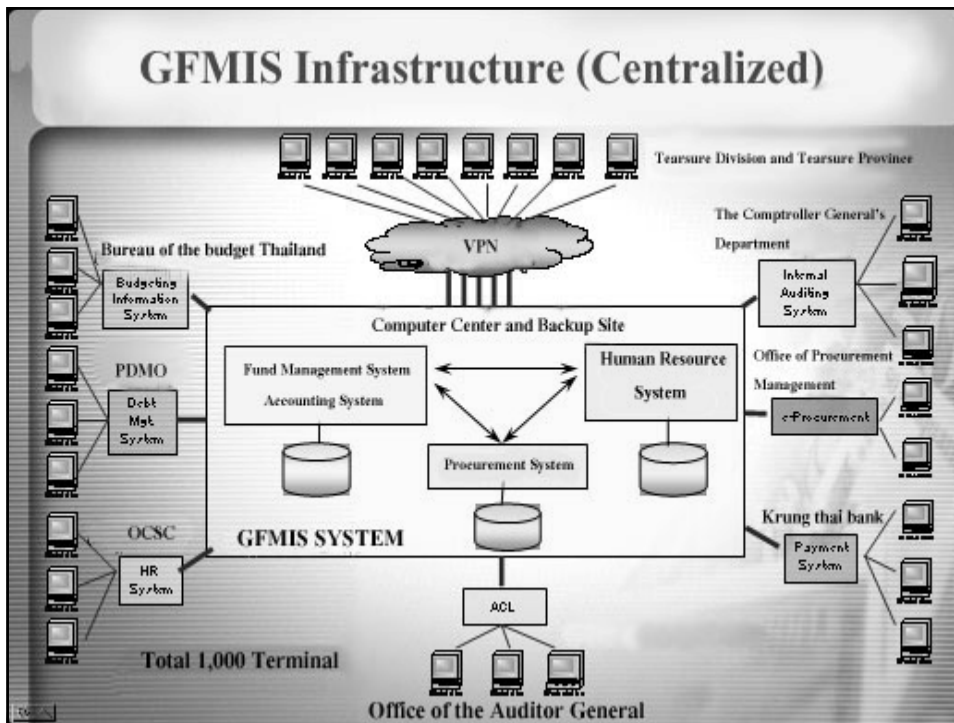 GFMIS Infrastructure (Centralized)
Tearsure Division and Tearsure Province
The Comptroller General's
Department
VPN
Bureau of the budget Thailand
Budgeting
Information
System
Internal
Auditing
System
Computer Center and Backup Site
PDMO
Debt
Mgt
System
Fund Management System
Accounting System
Human Resource
System
Office of Procurement
Management
e-Procurement
Procurement System
OCSC
HR
System
GFMIS SYSTEM
Krung thai bank
Payment
System
ACL
Total 1,000 Terminal
Office of the Auditor General